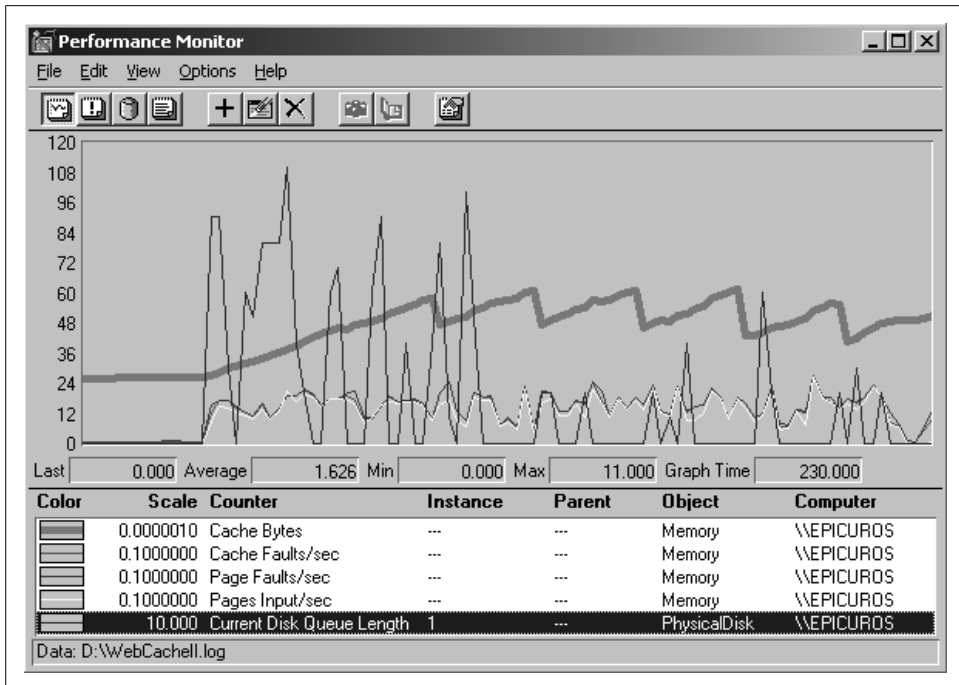 Performance Monitor
File Edit View Options Help
120
108
96
84
72
60
48
36
24
12
0
Last 0.000 Average 1.626 Min 0.000 Max 11.000 Graph Time 230.000
Color Scale Counter Instance Parent Object Computer
0.0000010 Cache Bytes --- --- Memory \\EPICUROS
0.1000000 Cache Faults/sec --- --- Memory \\EPICUROS
0.1000000 Page Faults/sec --- --- Memory \\EPICUROS
0.1000000 Pages Input/sec --- --- Memory \\EPICUROS
10.000 Current Disk Queue Length 1 --- PhysicalDisk \\EPICUROS
Data: D:\WebCacheII.log